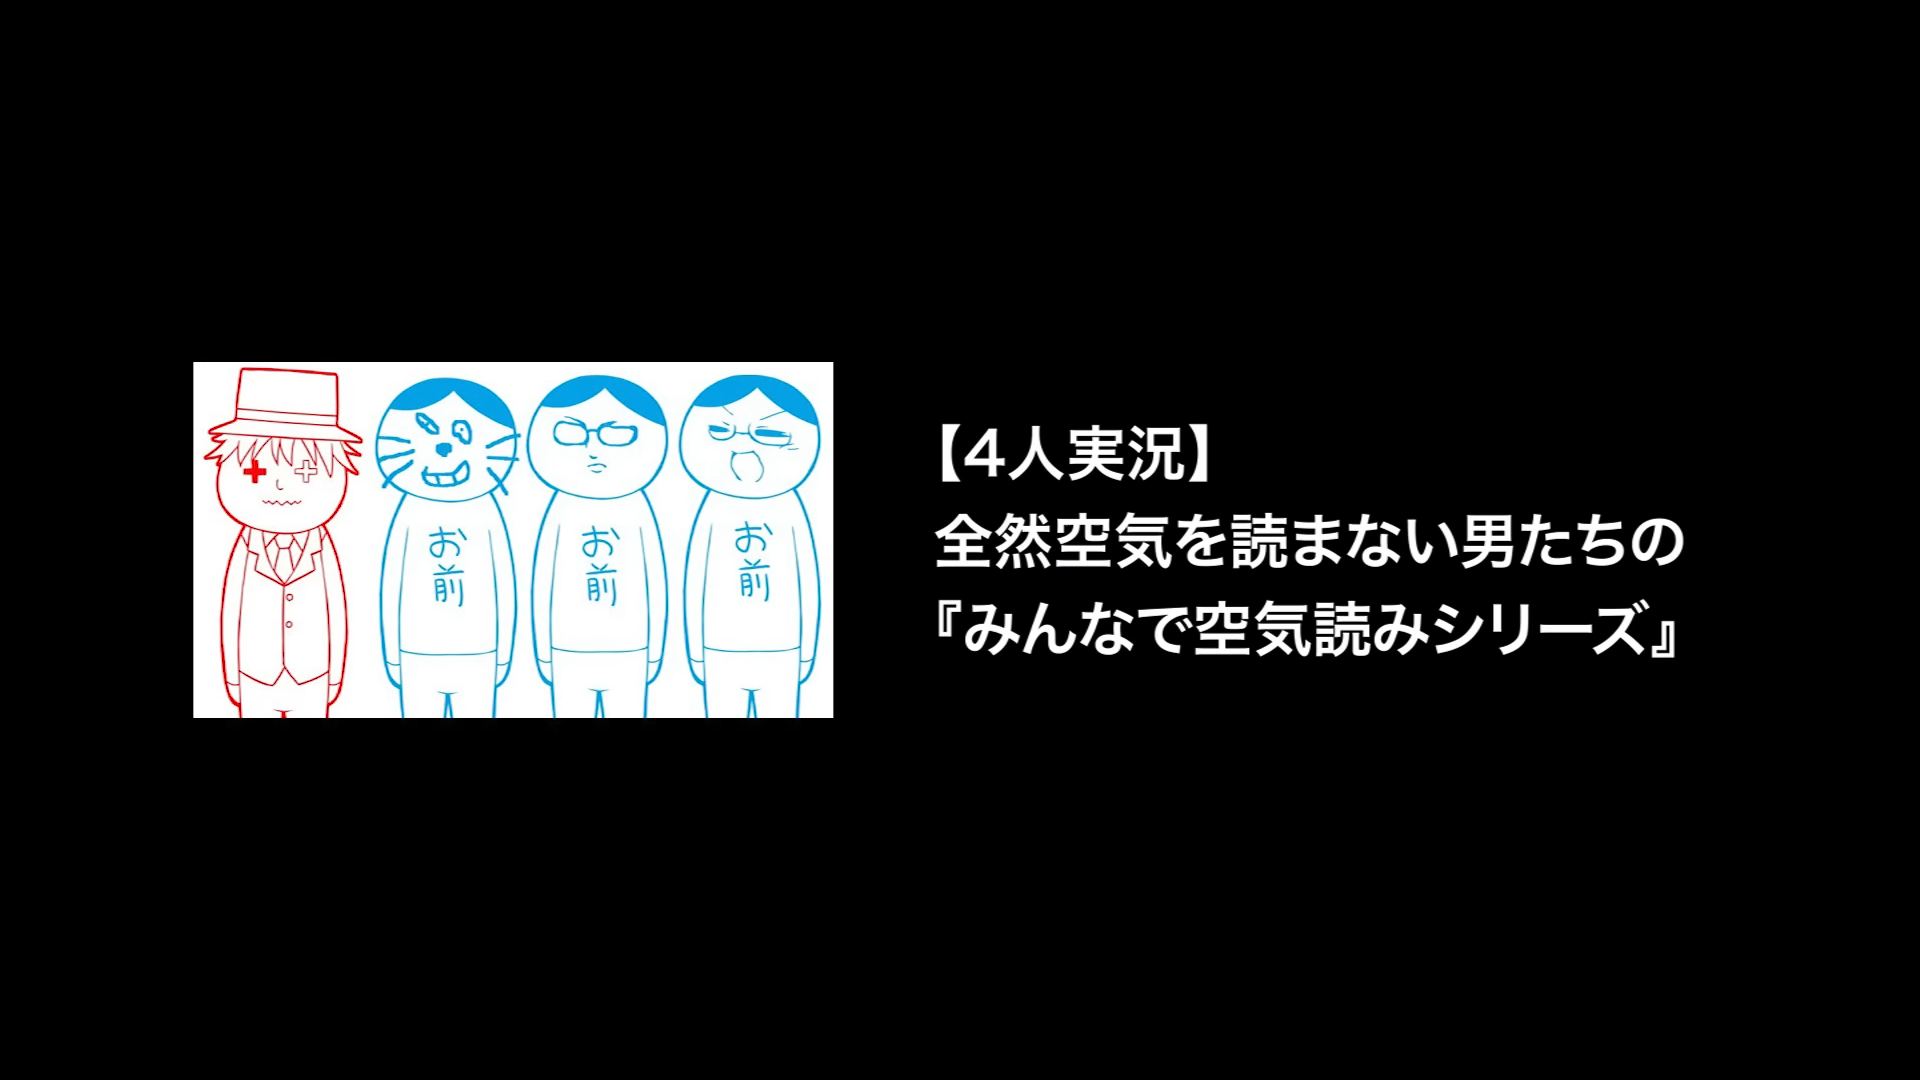 お前
お前
お前
【4人実況】
全然空気を読まない男たちの
『みんなで空気読みシリーズ』